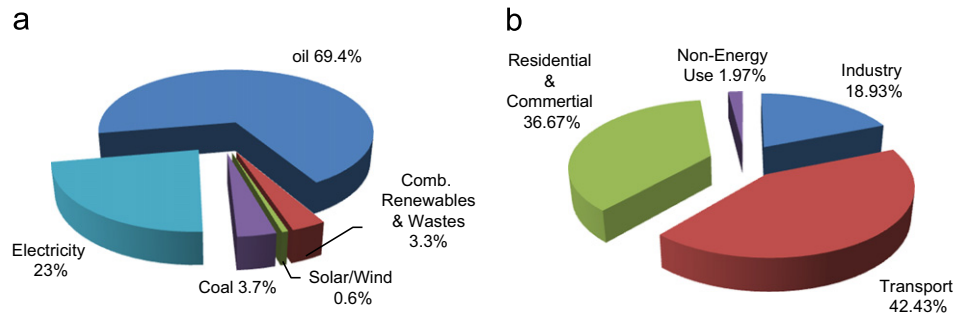 a
oil 69.4%
Comb.
Renewables
& Wastes
3.3%
Solar/Wind
0.6%
Coal 3.7%
Electricity
23%
b
Residential
&
Commertial
36.67%
Non-Energy
Use 1.97%
Industry
18.93%
Transport
42.43%